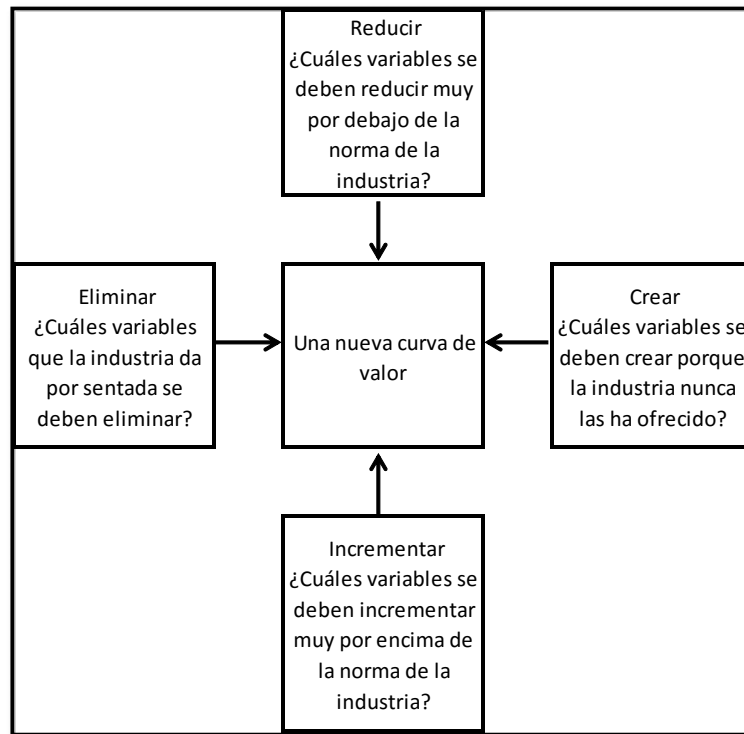 Reducir
¿Cuáles variables se
deben reducir muy
por debajo de la
norma de la
industria?
Eliminar
¿Cuáles variables
que la industria da
por sentada se
deben eliminar?
Una nueva curva de
valor
Crear
¿Cuáles variables se
deben crear porque
la industria nunca
las ha ofrecido?
Incrementar
¿Cuáles variables se
deben incrementar
muy por encima de
la norma de la
industria?